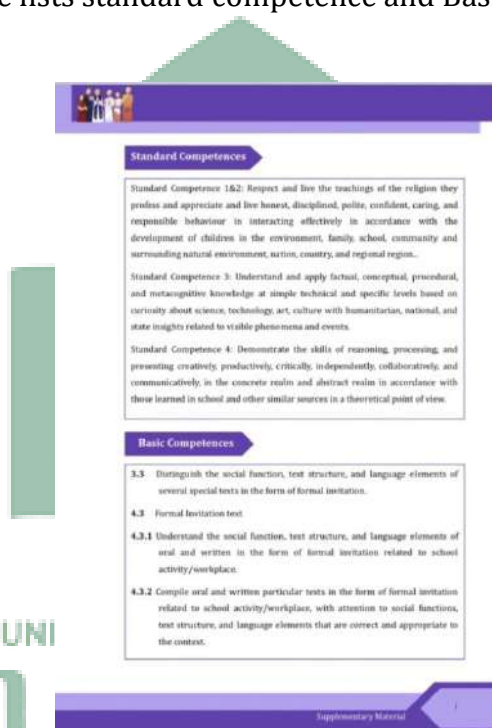 e lists standard competence and Bas
Standard Competences
Standard Competence 1&2: Respect and live the teachings of the religion they
profess and appreciate and live honest, disciplined, polite, confident, caring, and
responsible behaviour in interacting effectively in accordance with the
development of children in the environment, family, school, community and
surrounding natural environment, nation, country, and regional region..
Standard Competence 3: Understand and apply factual, conceptual, procedural,
and metacognitive knowledge at simple technical and specific levels based on
curiosity about science, technology, art, culture with humanitarian, national, and
state insights related to visible phenomena and events.
Standard Competence 4: Demonstrate the skills of reasoning, processing, and
presenting creatively, productively, critically, independently, collaboratively, and
communicatively, in the concrete realm and abstract realm in accordance with
those learned in school and other similar sources in a theoretical point of view.
Basic Competences
3.3 Distinguish the social function, text structure, and language elements of
several special texts in the form of formal invitation.
4.3 Formal Invitation text
4.3.1 Understand the social function, text structure, and language elements of
oral and written in the form of formal invitation related to school
activity/workplace.
4.3.2 Compile oral and written particular texts in the form of formal invitation
related to school activity/workplace, with attention to social functions,
text structure, and language elements that are correct and appropriate to
the context.
UNI
Supplementary Material